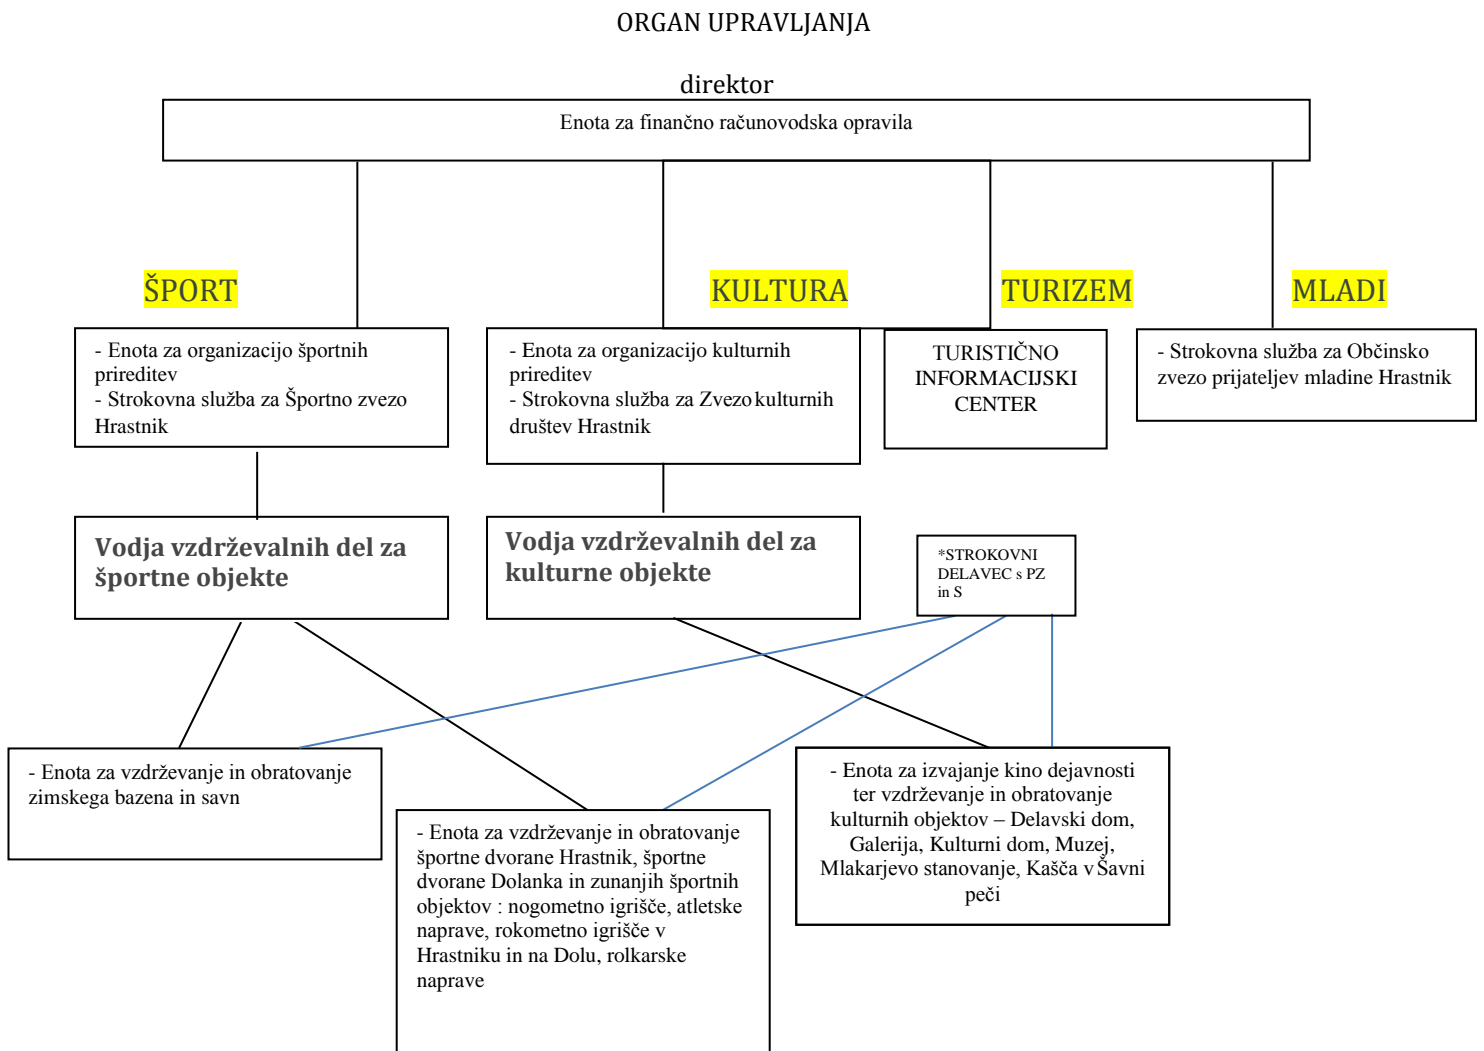 ORGAN UPRAVLJANJA
direktor
Enota za finančno računovodska opravila
ŠPORT
KULTURA
TURIZEM
MLADI
- Enota za organizacijo športnih
prireditev
- Strokovna služba za Športno zvezo
Hrastnik
- Enota za organizacijo kulturnih
prireditev
- Strokovna služba za Zvezo kulturnih
društev Hrastnik
TURISTIČNO
INFORMACIJSKI
CENTER
- Strokovna služba za Občinsko
zvezo prijateljev mladine Hrastnik
Vodja vzdrževalnih del za
športne objekte
Vodja vzdrževalnih del za
kulturne objekte
*STROKOVNI
DELAVEC s PZ
in S
- Enota za vzdrževanje in obratovanje
zimskega bazena in savn
- Enota za vzdrževanje in obratovanje
športne dvorane Hrastnik, športne
dvorane Dolanka in zunanjih športnih
objektov : nogometno igrišče, atletske
naprave, rokometno igrišče v
Hrastniku in na Dolu, rolkarske
naprave
- Enota za izvajanje kino dejavnosti
ter vzdrževanje in obratovanje
kulturnih objektov – Delavski dom,
Galerija, Kulturni dom, Muzej,
Mlakarjevo stanovanje, Kašča v Šavni
peči